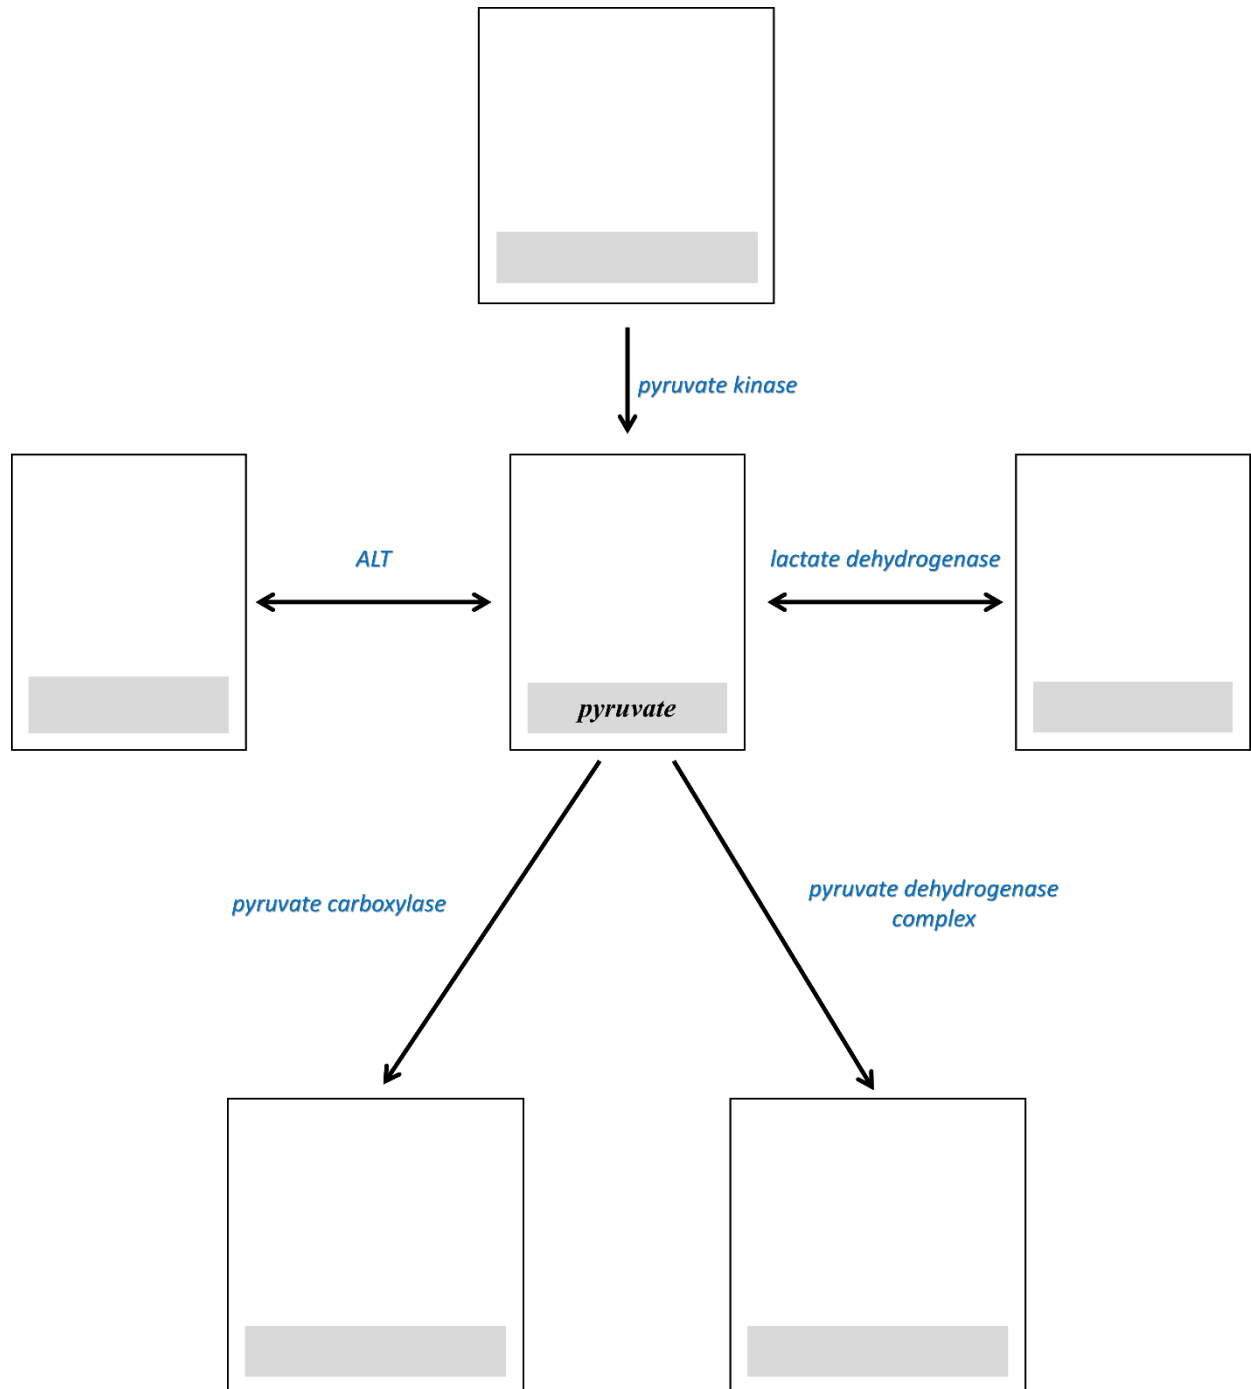 pyruvate kinase
ALT
lactate dehydrogenase
pyruvate
pyruvate carboxylase
pyruvate dehydrogenase
complex